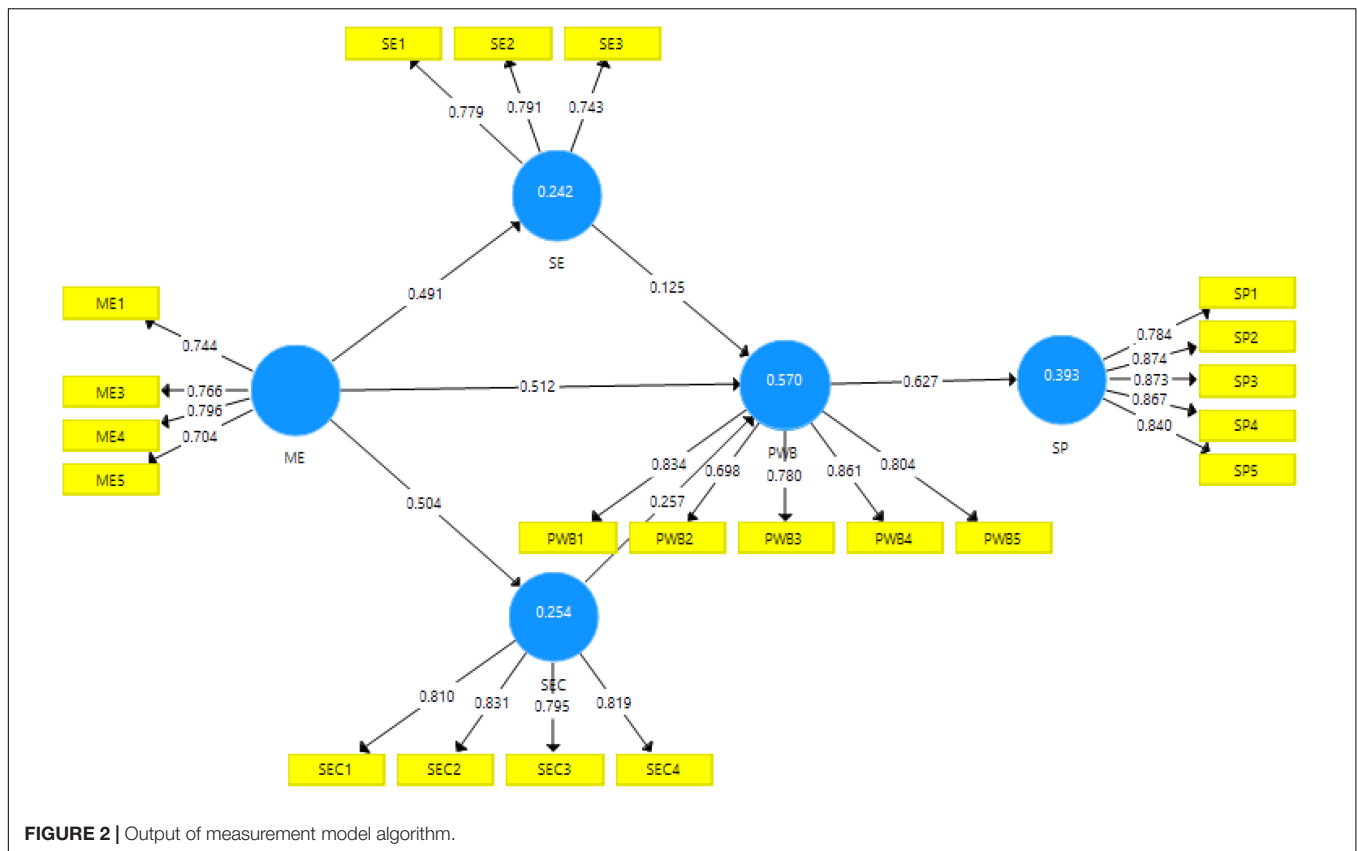 SE1 SE2 SE3
0.779 0.791 0.743
0.242
SE
ME1
0.744
0.491
0.125
ME3
0.766
ME4
0.796
ME5
0.704
ME
0.512
0.570
PWB
0.627
0.393
SP
SP1
0.784
SP2
0.874
SP3
0.873
SP4
0.867
SP5
0.840
0.504
0.257
0.834 0.698 0.780 0.861 0.804
PWB1 PWB2 PWB3 PWB4 PWB5
0.254
SEC
0.810 0.831 0.795 0.819
SEC1 SEC2 SEC3 SEC4
FIGURE 2 | Output of measurement model algorithm.